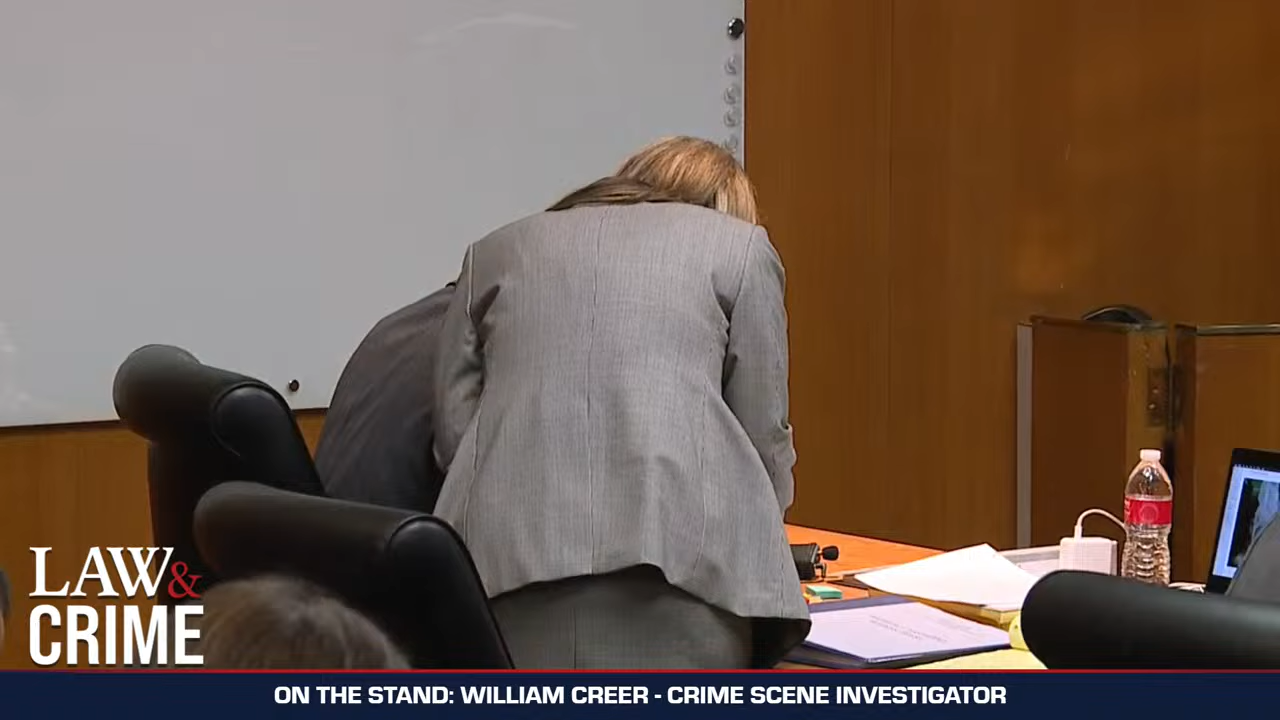 LAW&
CRIME
ON THE STAND: WILLIAM CREER - CRIME SCENE INVESTIGATOR